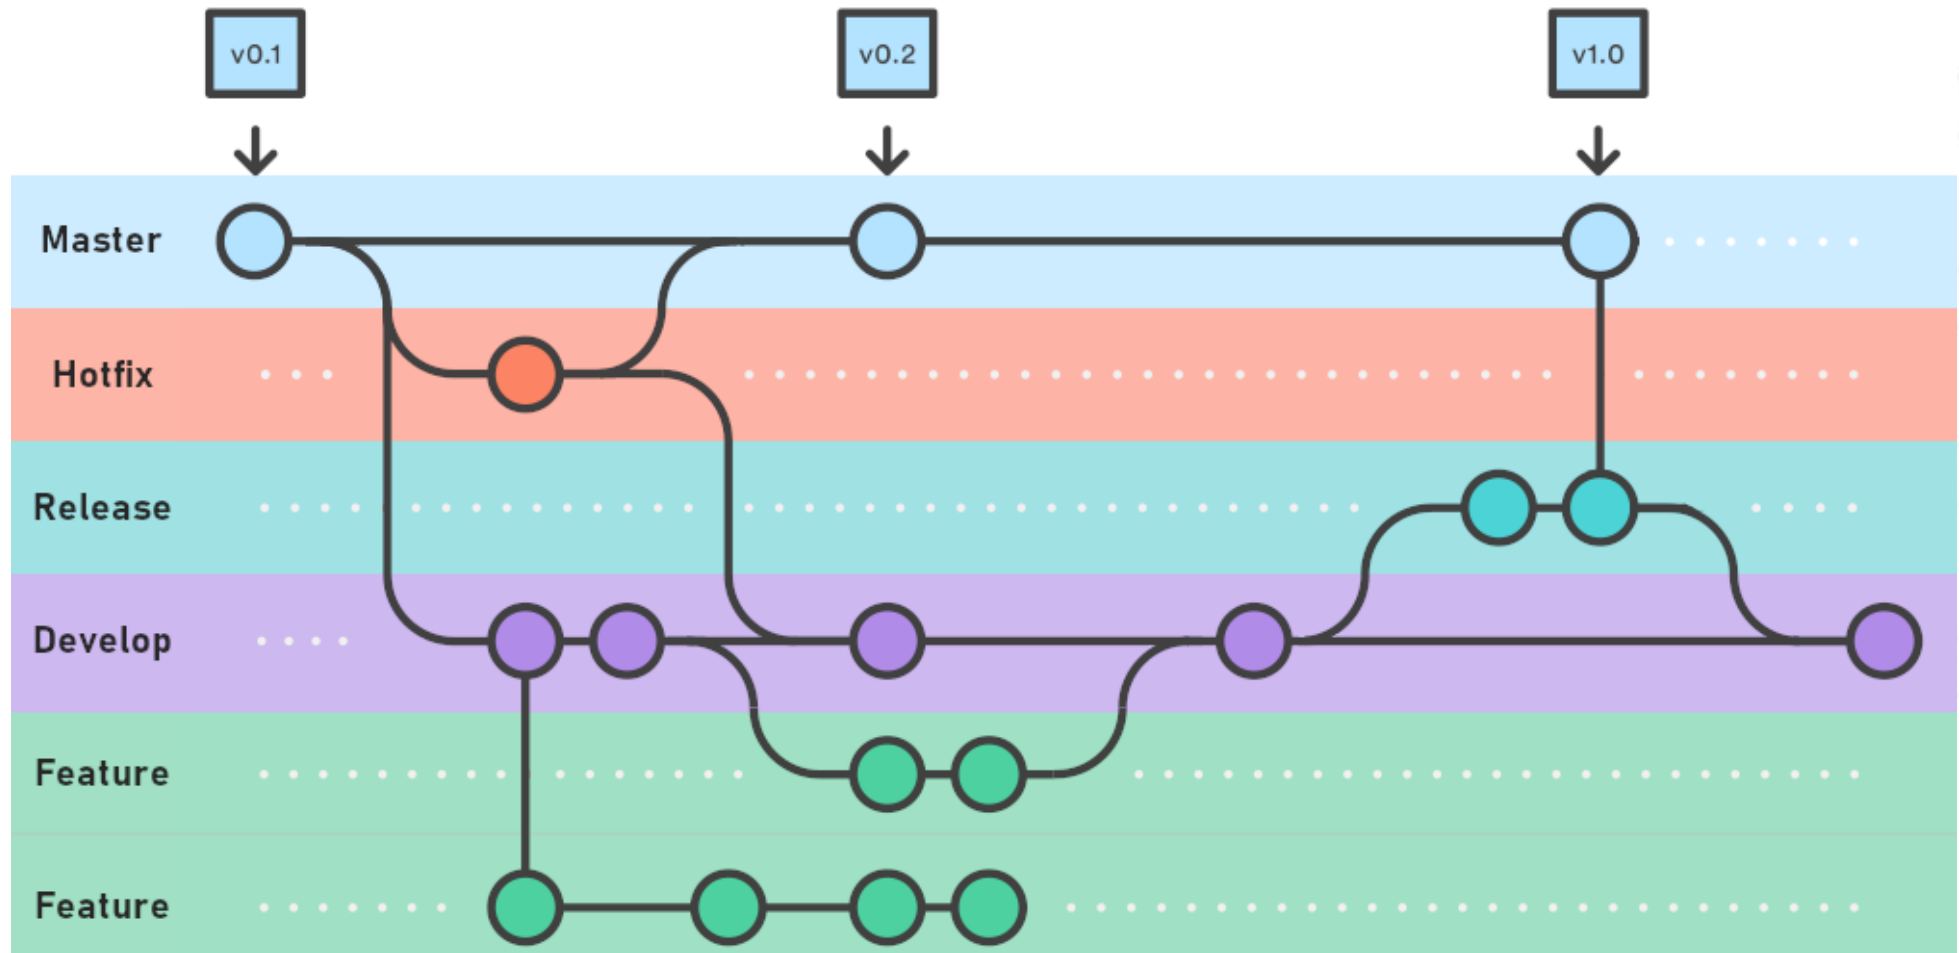 v0.1
v0.2
v1.0
Master
Hotfix
Release
Develop
Feature
Feature